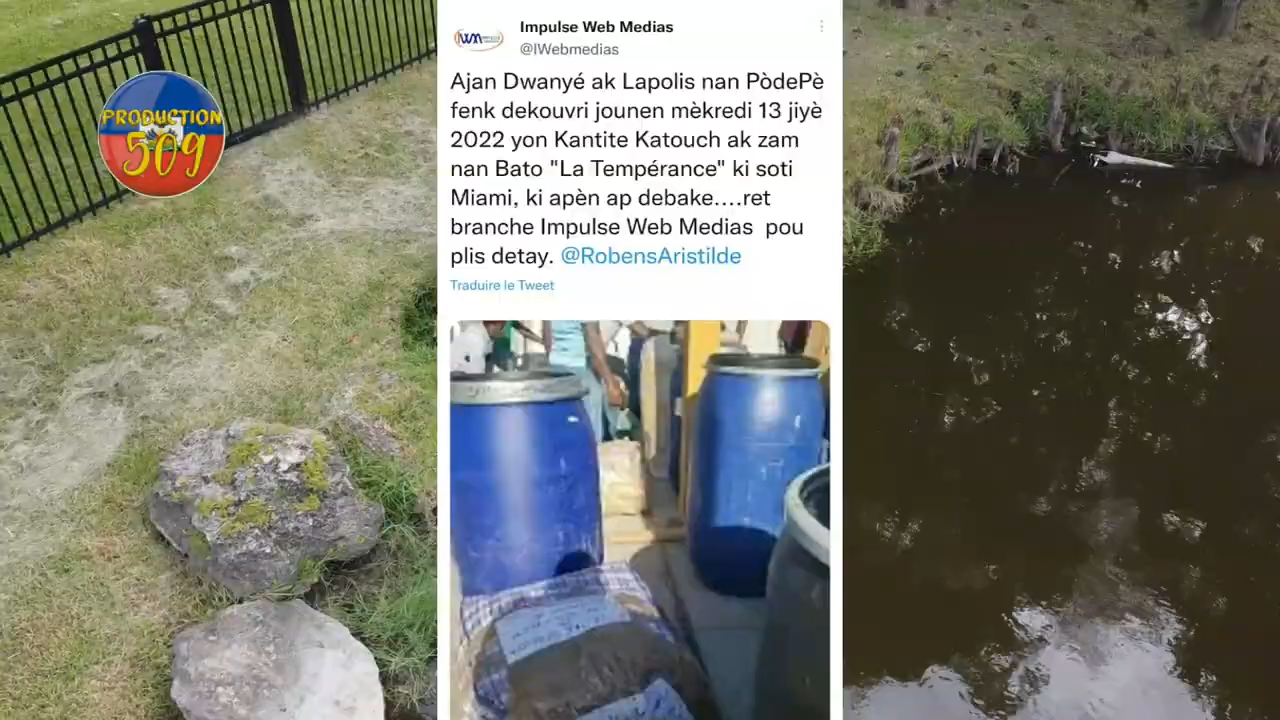 PRODUCTION
509
Impulse Web Medias
@IWebmedias
Ajan Dwanyé ak Lapolis nan PòdePè
fenk dekouvri jounen mèkredi 13 jiyè
2022 yon Kantite Katouch ak zam
nan Bato "La Tempérance" ki soti
Miami, ki apèn ap debake....ret
branche Impulse Web Medias pou
plis detay. @RobensAristilde
Traduire le Tweet